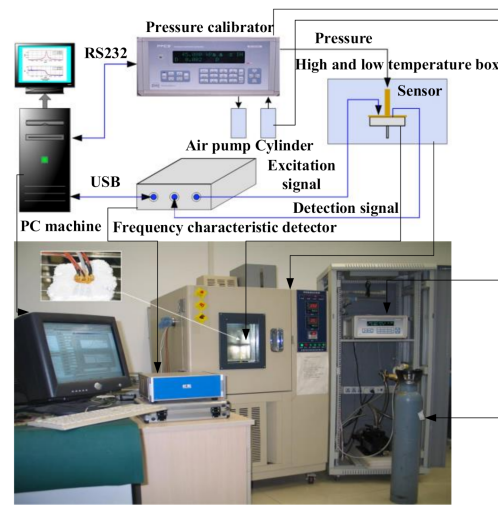 Pressure calibrator
RS232
Pressure
High and low temperature box
Sensor
Air pump Cylinder
Excitation
signal
USB
Detection signal
PC machine
Frequency characteristic detector